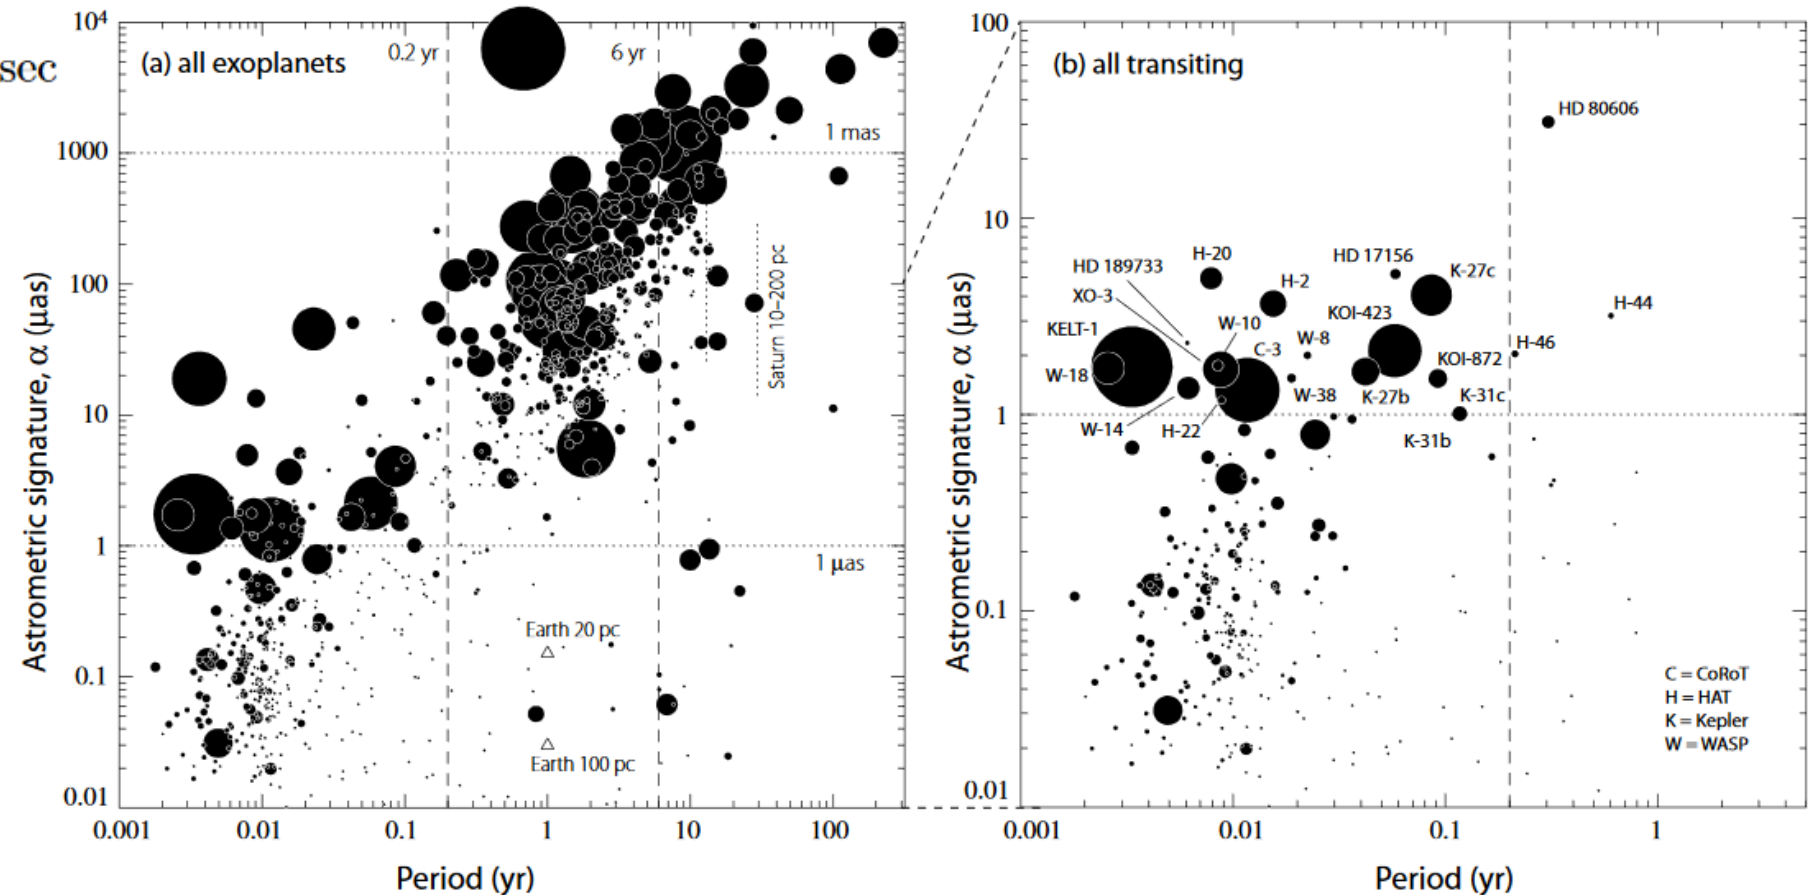 sec
(a) all exoplanets
0.2 yr
6 yr
1 mas
1 µas
Saturn 10–200 pc
Earth 20 pc
Earth 100 pc
10⁴
1000
100
10
1
0.1
0.01
Astrometric signature, α (µas)
0.001 0.01 0.1 1 10 100
Period (yr)
(b) all transiting
HD 80606
HD 17156
H-20
HD 189733
H-2
K-27c
XO-3
KOI-423
H-44
KELT-1
W-10
W-8
H-46
C-3
KOI-872
W-18
W-38
K-27b
K-31c
W-14
H-22
K-31b
C = CoRoT
H = HAT
K = Kepler
W = WASP
100
10
1
0.1
0.01
Astrometric signature, α (µas)
0.001 0.01 0.1 1
Period (yr)